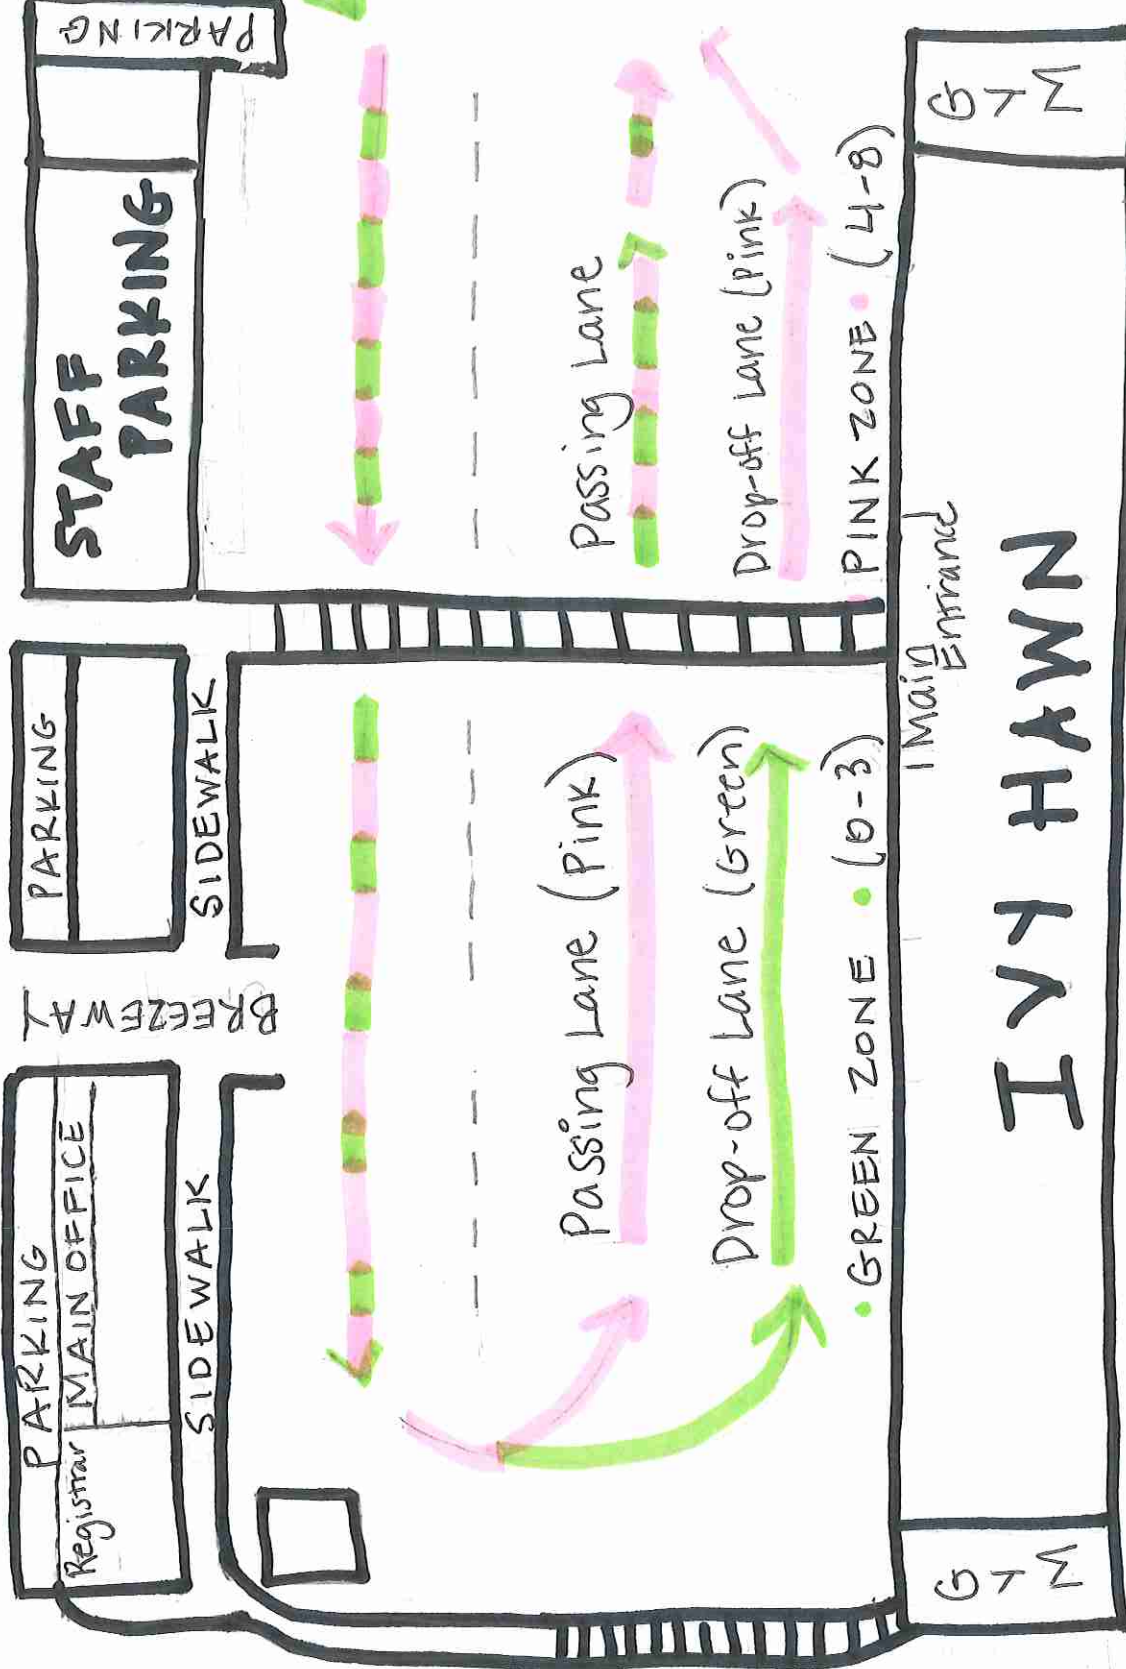 PARKING
Registrar
MAIN OFFICE
SIDEWALK
BREEZEWAY
PARKING
SIDEWALK
STAFF
PARKING
PARKING
Passing Lane (Pink)
Drop-off Lane (Green)
• GREEN ZONE • (0-3)
Passing Lane
Drop-off Lane (Pink)
• PINK ZONE • (4-8)
Main
Entrance
GYM
IVY HAWN
GYM